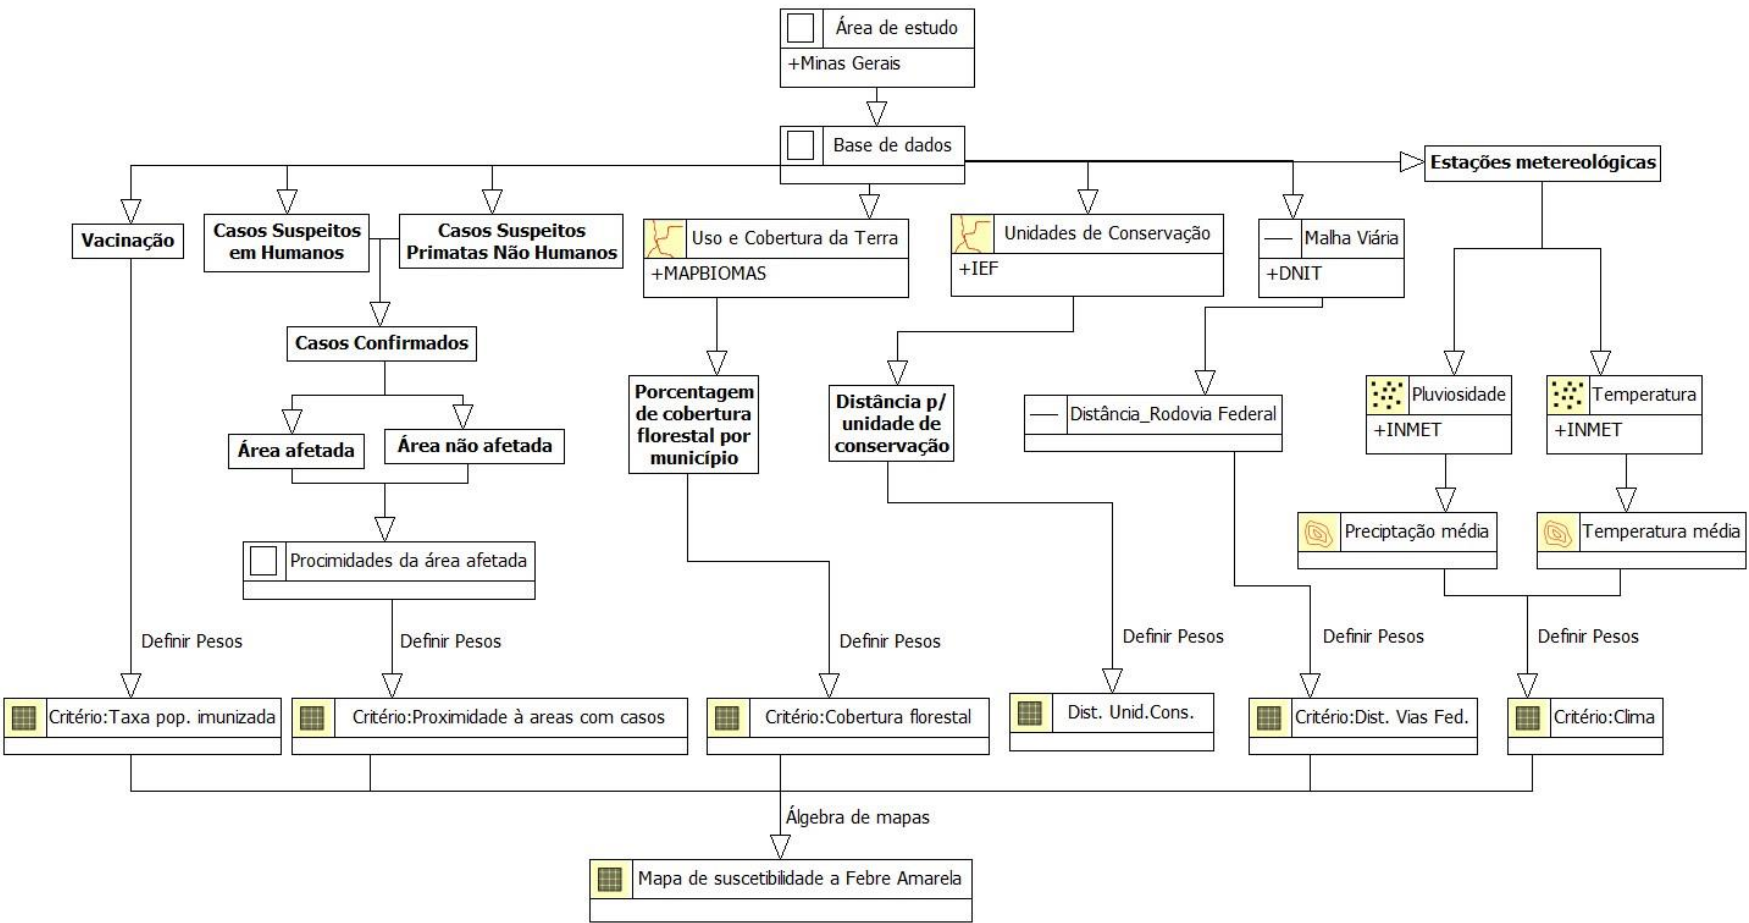 Área de estudo
+Minas Gerais
Base de dados
Estações metereológicas
Vacinação
Casos Suspeitos
em Humanos
Casos Suspeitos
Primatas Não Humanos
Uso e Cobertura da Terra
+MAPBIOMAS
Unidades de Conservação
+IEF
Malha Viária
+DNIT
Casos Confirmados
Porcentagem
de cobertura
florestal por
município
Distância p/
unidade de
conservação
Distância_Rodovia Federal
Pluviosidade
+INMET
Temperatura
+INMET
Área afetada
Área não afetada
Preciptação média
Temperatura média
Procimidades da área afetada
Definir Pesos
Definir Pesos
Definir Pesos
Definir Pesos
Definir Pesos
Definir Pesos
Critério:Taxa pop. imunizada
Critério:Proximidade à areas com casos
Critério:Cobertura florestal
Dist. Unid.Cons.
Critério:Dist. Vias Fed.
Critério:Clima
Álgebra de mapas
Mapa de suscetibilidade a Febre Amarela